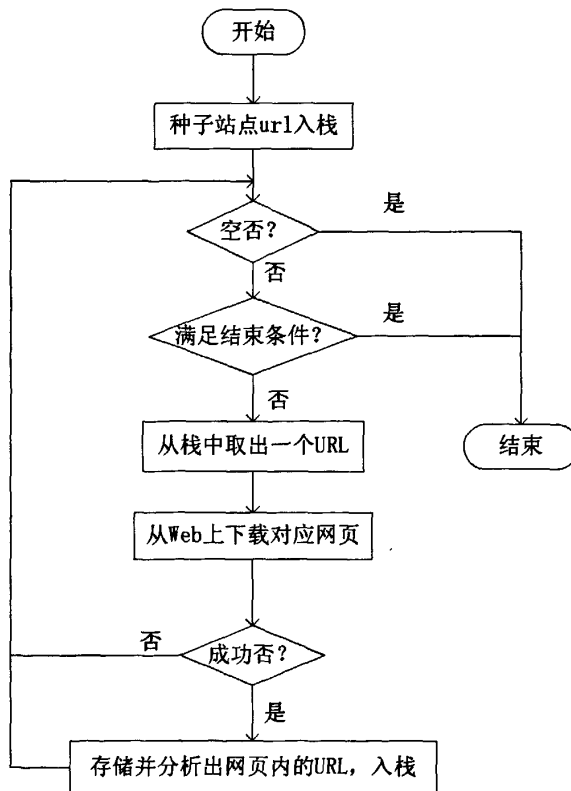 开始
种子站点url入栈
空否?
是
否
满足结束条件?
是
否
从栈中取出一个URL
结束
从Web上下载对应网页
成功否?
否
是
存储并分析出网页内的URL, 入栈